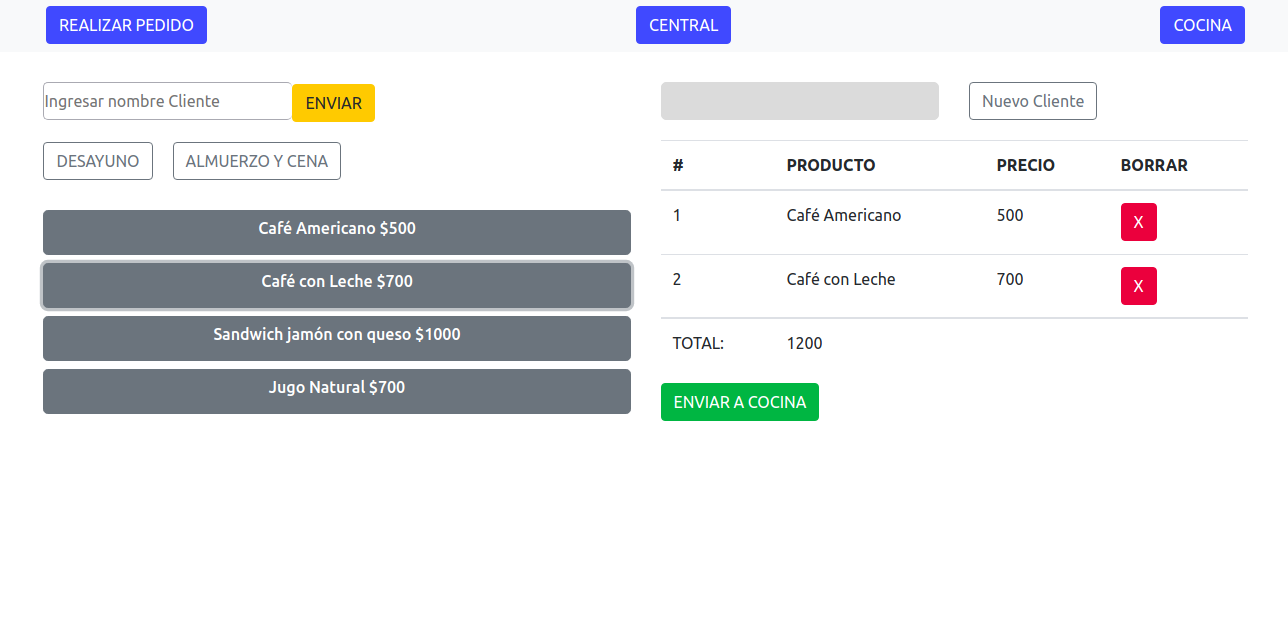 REALIZAR PEDIDO CENTRAL COCINA
Ingresar nombre Cliente ENVIAR
DESAYUNO ALMUERZO Y CENA
Café Americano $500
Café con Leche $700
Sandwich jamón con queso $1000
Jugo Natural $700
Nuevo Cliente
# PRODUCTO PRECIO BORRAR
1 Café Americano 500 X
2 Café con Leche 700 X
TOTAL: 1200
ENVIAR A COCINA